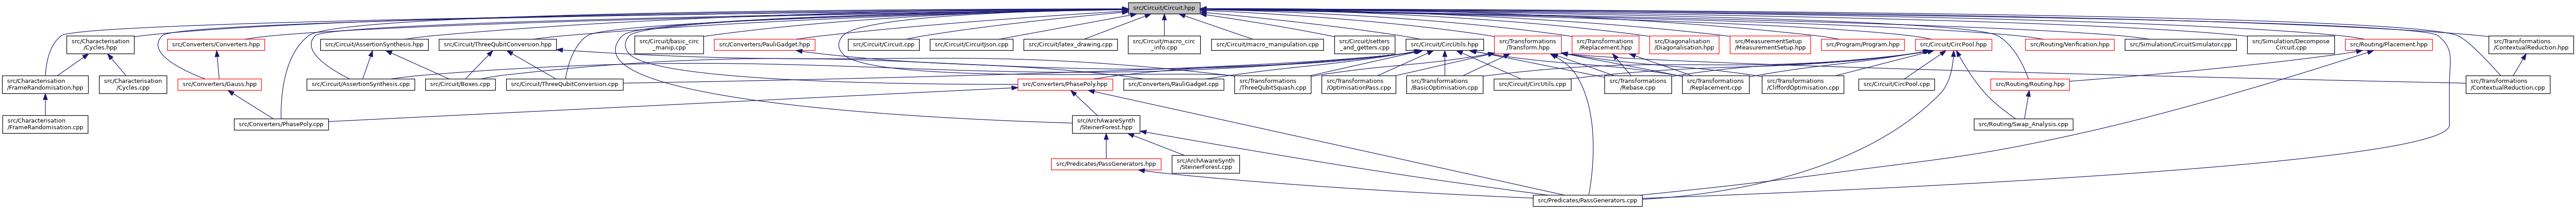 src/Circuit/Circuit.hpp
src/Characterisation
/Cycles.hpp
src/Converters/Converters.hpp
src/Circuit/AssertionSynthesis.hpp
src/Circuit/ThreeQubitConversion.hpp
src/Circuit/basic_circ
_manip.cpp
src/Converters/PauliGadget.hpp
src/Circuit/Circuit.cpp
src/Circuit/CircuitJson.cpp
src/Circuit/latex_drawing.cpp
src/Circuit/macro_circ
_info.cpp
src/Circuit/macro_manipulation.cpp
src/Circuit/setters
_and_getters.cpp
src/Circuit/CircUtils.hpp
src/Transformations
/Transform.hpp
src/Transformations
/Replacement.hpp
src/Diagonalisation
/Diagonalisation.hpp
src/MeasurementSetup
/MeasurementSetup.hpp
src/Program/Program.hpp
src/Circuit/CircPool.hpp
src/Routing/Verification.hpp
src/Simulation/CircuitSimulator.cpp
src/Simulation/Decompose
Circuit.cpp
src/Routing/Placement.hpp
src/Transformations
/ContextualReduction.hpp
src/Characterisation
/FrameRandomisation.hpp
src/Characterisation
/Cycles.cpp
src/Converters/Gauss.hpp
src/Circuit/AssertionSynthesis.cpp
src/Circuit/Boxes.cpp
src/Circuit/ThreeQubitConversion.cpp
src/Converters/PhasePoly.hpp
src/Converters/PauliGadget.cpp
src/Transformations
/ThreeQubitSquash.cpp
src/Transformations
/OptimisationPass.cpp
src/Transformations
/BasicOptimisation.cpp
src/Circuit/CircUtils.cpp
src/Transformations
/Rebase.cpp
src/Transformations
/Replacement.cpp
src/Transformations
/CliffordOptimisation.cpp
src/Circuit/CircPool.cpp
src/Routing/Routing.hpp
src/Transformations
/ContextualReduction.cpp
src/Characterisation
/FrameRandomisation.cpp
src/Converters/PhasePoly.cpp
src/ArchAwareSynth
/SteinerForest.hpp
src/Routing/Swap_Analysis.cpp
src/Predicates/PassGenerators.hpp
src/ArchAwareSynth
/SteinerForest.cpp
src/Predicates/PassGenerators.cpp